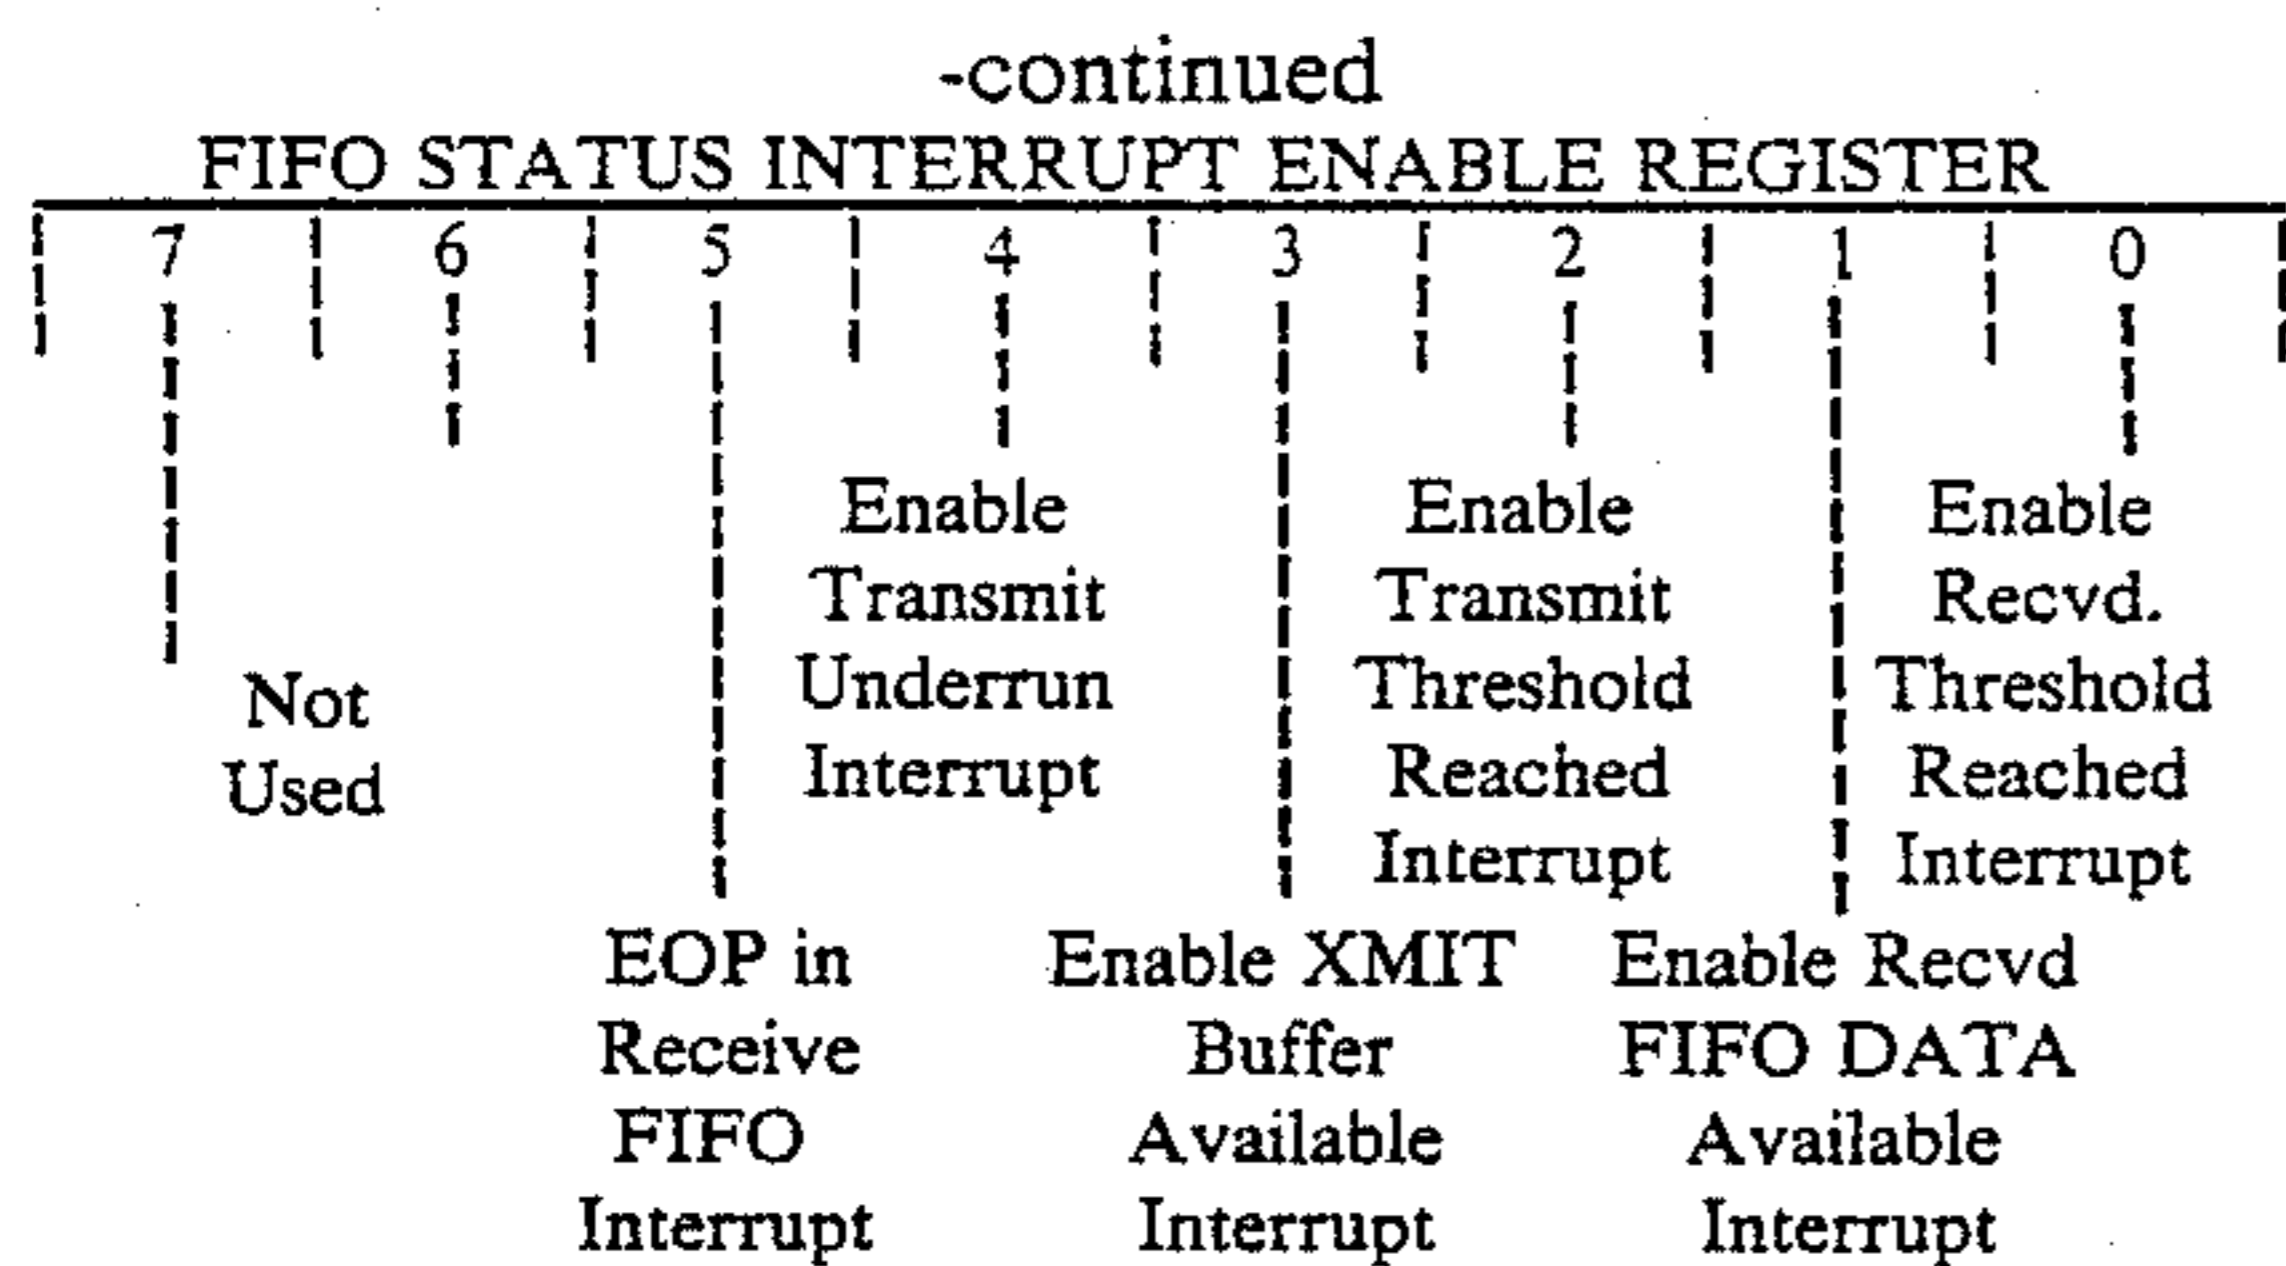 -continued
FIFO STATUS INTERRUPT ENABLE REGISTER
7 6 5 4 3 2 1 0
Enable Enable Enable
Transmit Transmit Recvd.
Underrun Threshold Threshold
Not
Interrupt Reached Reached
Used
Interrupt Interrupt
EOP in Enable XMIT Enable Recvd
Receive Buffer FIFO DATA
FIFO Available Available
Interrupt Interrupt Interrupt